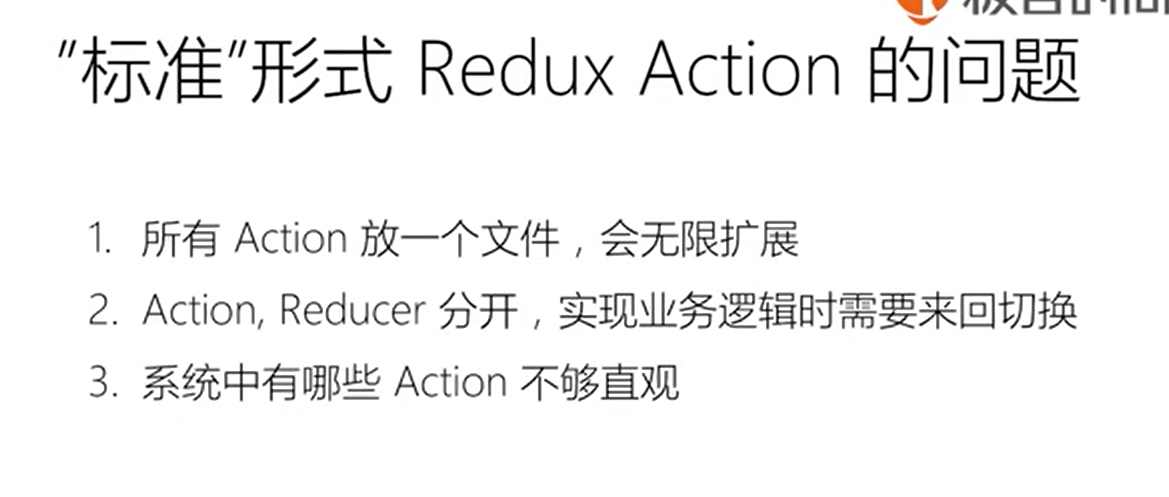 "标准"形式 Redux Action 的问题
1. 所有 Action 放一个文件，会无限扩展
2. Action, Reducer 分开，实现业务逻辑时需要来回切换
3. 系统中有哪些 Action 不够直观